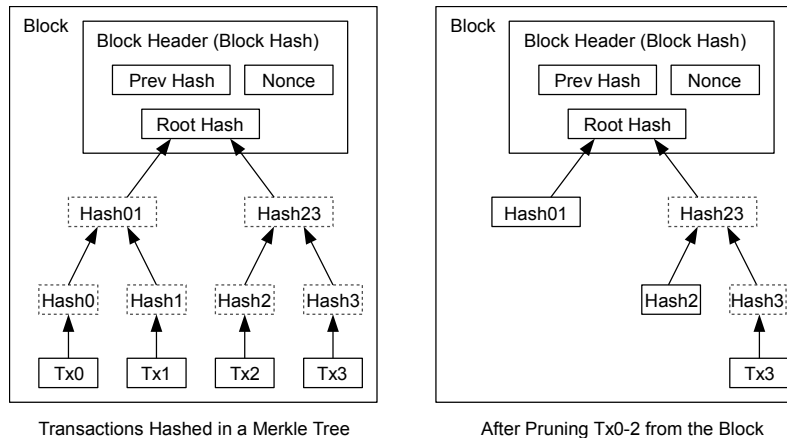 Block
Block Header (Block Hash)
Prev Hash
Nonce
Root Hash
Hash01
Hash23
Hash0
Hash1
Hash2
Hash3
Tx0
Tx1
Tx2
Tx3
Transactions Hashed in a Merkle Tree
Block
Block Header (Block Hash)
Prev Hash
Nonce
Root Hash
Hash01
Hash23
Hash2
Hash3
Tx3
After Pruning Tx0-2 from the Block